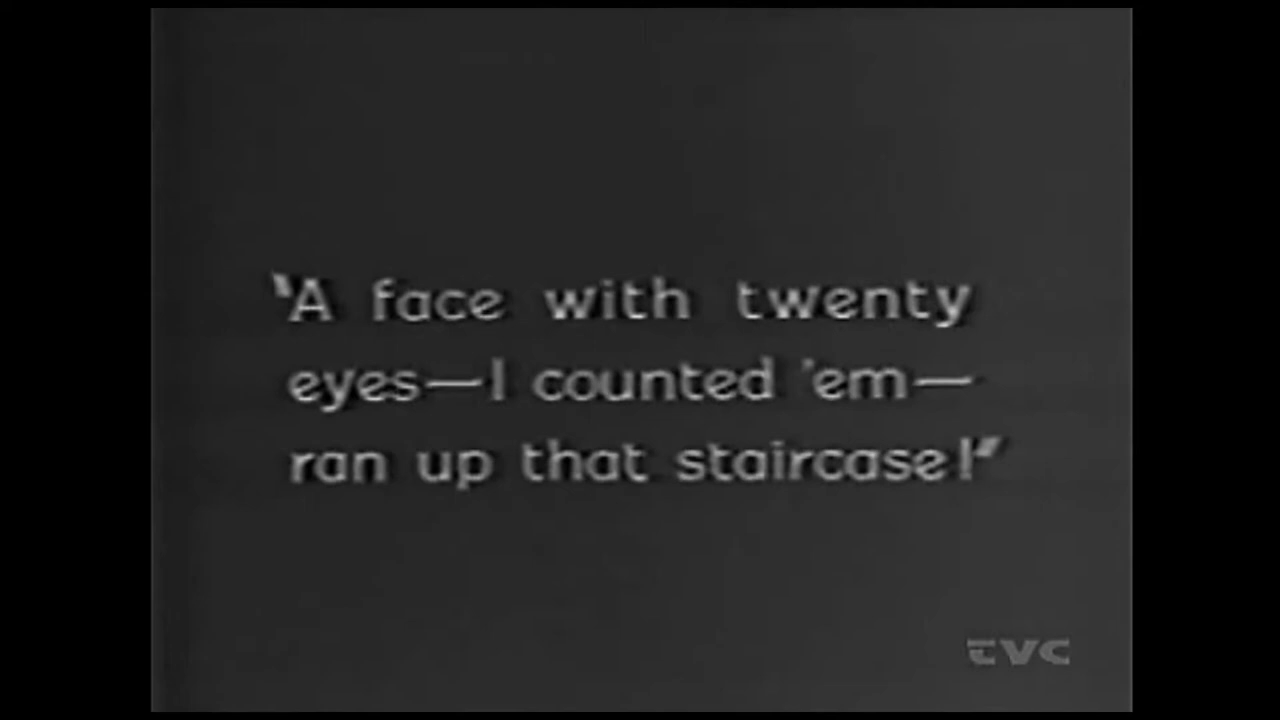 "A face with twenty
eyes—I counted 'em—
ran up that staircase!"
TVC